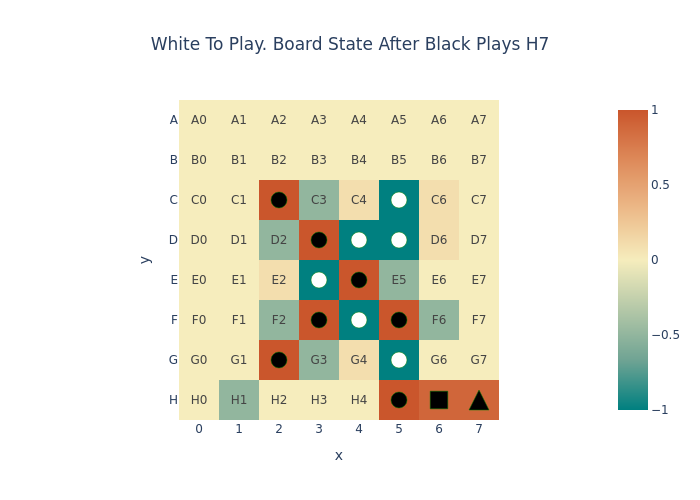 White To Play. Board State After Black Plays H7
A A0 A1 A2 A3 A4 A5 A6 A7
B B0 B1 B2 B3 B4 B5 B6 B7
C C0 C1 C3 C4 C6 C7
D D0 D1 D2 D6 D7
E E0 E1 E2 E5 E6 E7
F F0 F1 F2 F6 F7
G G0 G1 G3 G4 G6 G7
H H0 H1 H2 H3 H4
0 1 2 3 4 5 6 7
x
y
1
0.5
0
−0.5
−1